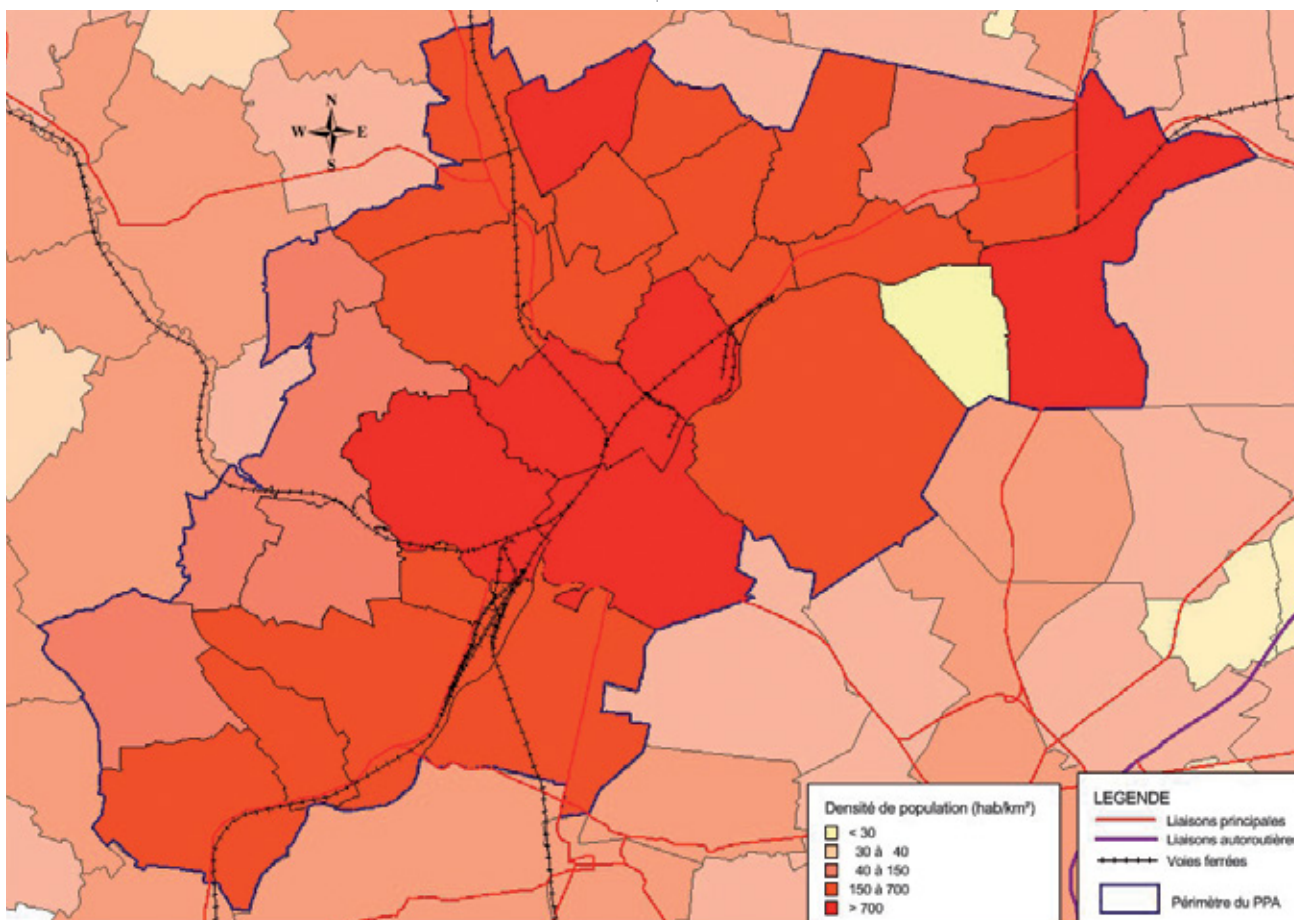 N
W E
S
Densité de population (hab/km²)
< 30
30 à 40
40 à 150
150 à 700
> 700
LEGENDE
Liaisons principales
Liaisons autoroutière
Voies ferrées
Périmètre du PPA